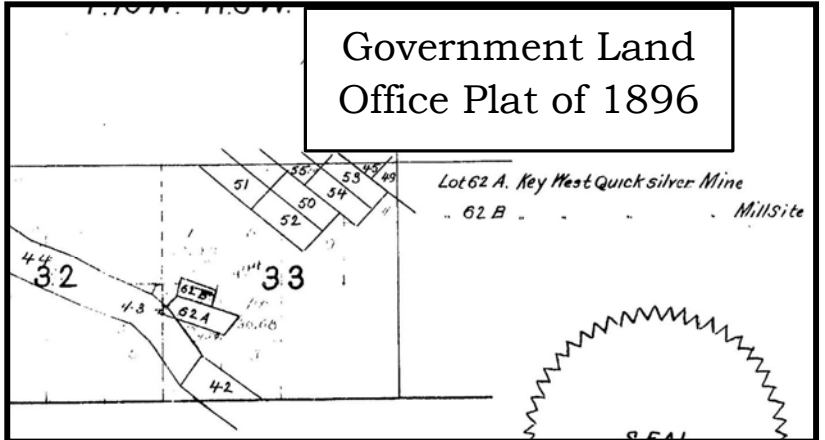 Government Land
Office Plat of 1896
55 45
51 53 49
50 54
52
Lot 62 A. Key West Quicksilver Mine
" 62 B " " " " Millsite
44
32
33
62 B
43
62 A
42
SEAL